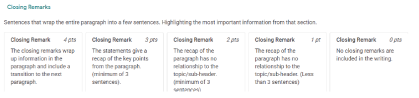 Closing Remarks
Sentences that wrap the entire paragraph into a few sentences. Highlighting the most important information from that section.
Closing Remark 4 pts
The closing remarks wrap
up information in the
paragraph and include a
transition to the next
paragraph.
Closing Remark 3 pts
The statements give a
recap of the key points
from the paragraph.
(minimum of 3
sentences).
Closing Remark 2 pts
The recap of the
paragraph has no
relationship to the
topic/sub-header.
(minimum of 3
sentences)
Closing Remark 1 pt
The recap of the
paragraph has no
relationship to the
topic/sub-header. (Less
than 3 sentences)
Closing Remark 0 pts
No closing remarks are
included in the writing.